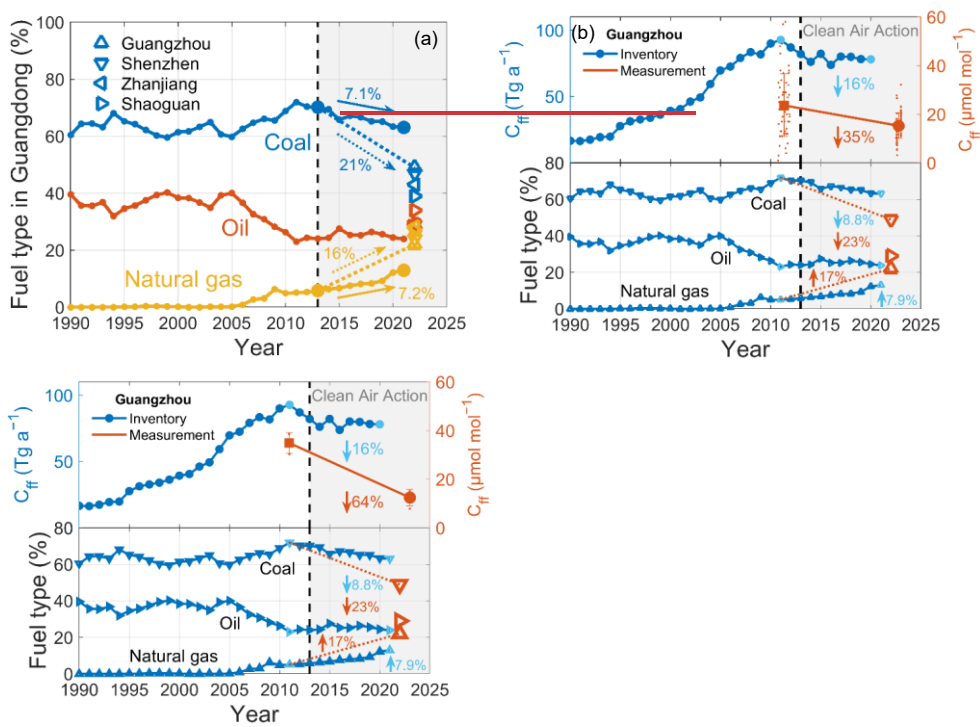 (a)
Fuel type in Guangdong (%)
100
80
60
40
20
0
Guangzhou
Shenzhen
Zhanjiang
Shaoguan
7.1%
Coal
21%
Oil
16%
Natural gas
7.2%
1990 1995 2000 2005 2010 2015 2020 2025
Year
(b)
Guangzhou
Inventory
Measurement
Clean Air Action
Cff (Tg a⁻¹)
100
50
60
40
20
0
Cff (μmol mol⁻¹)
16%
35%
Fuel type (%)
80
60
40
20
0
Coal
8.8%
23%
Oil
17%
Natural gas
7.9%
1990 1995 2000 2005 2010 2015 2020 2025
Year
Guangzhou
Inventory
Measurement
Clean Air Action
Cff (Tg a⁻¹)
100
50
60
40
20
0
Cff (μmol mol⁻¹)
16%
64%
Fuel type (%)
80
60
40
20
0
Coal
8.8%
23%
Oil
17%
Natural gas
7.9%
1990 1995 2000 2005 2010 2015 2020 2025
Year